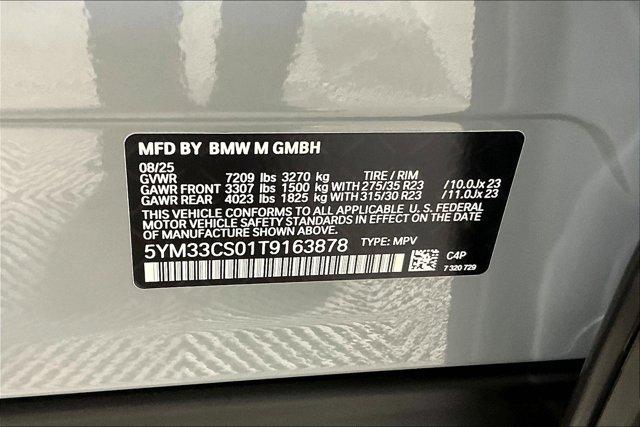 MFD BY BMW M GMBH
08/25
GVWR 7209 lbs 3270 kg TIRE / RIM
GAWR FRONT 3307 lbs 1500 kg WITH 275/35 R23 /10.0Jx 23
GAWR REAR 4023 lbs 1825 kg WITH 315/30 R23 /11.0Jx 23
THIS VEHICLE CONFORMS TO ALL APPLICABLE U. S. FEDERAL
MOTOR VEHICLE SAFETY STANDARDS IN EFFECT ON THE DATE
OF MANUFACTURE SHOWN ABOVE.
5YM33CS01T9163878 TYPE: MPV
C4P
7 320 729